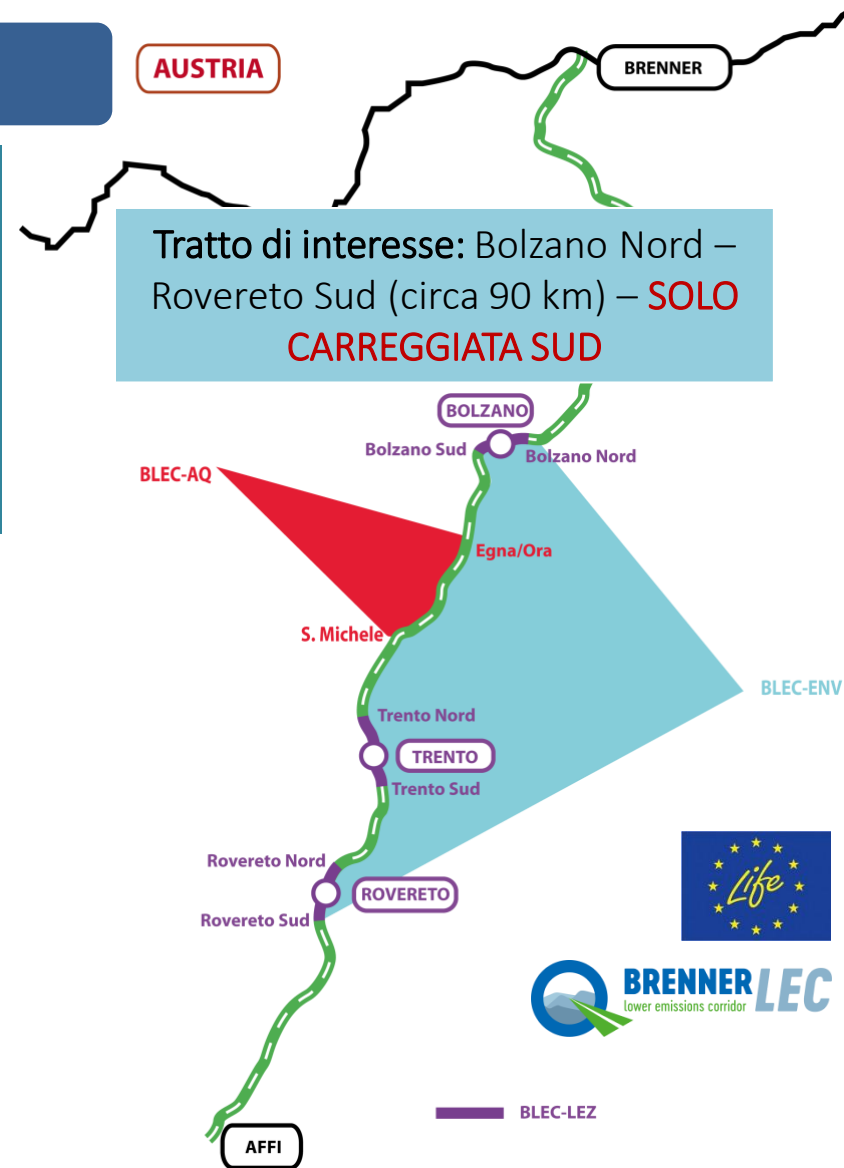 AUSTRIA
BRENNER
Tratto di interesse: Bolzano Nord –
Rovereto Sud (circa 90 km) – SOLO
CARREGGIATA SUD
BOLZANO
Bolzano Sud
Bolzano Nord
BLEC-AQ
Egna/Ora
S. Michele
BLEC-ENV
Trento Nord
TRENTO
Trento Sud
Rovereto Nord
ROVERETO
Rovereto Sud
Life
BRENNER LEC
lower emissions corridor
BLEC-LEZ
AFFI